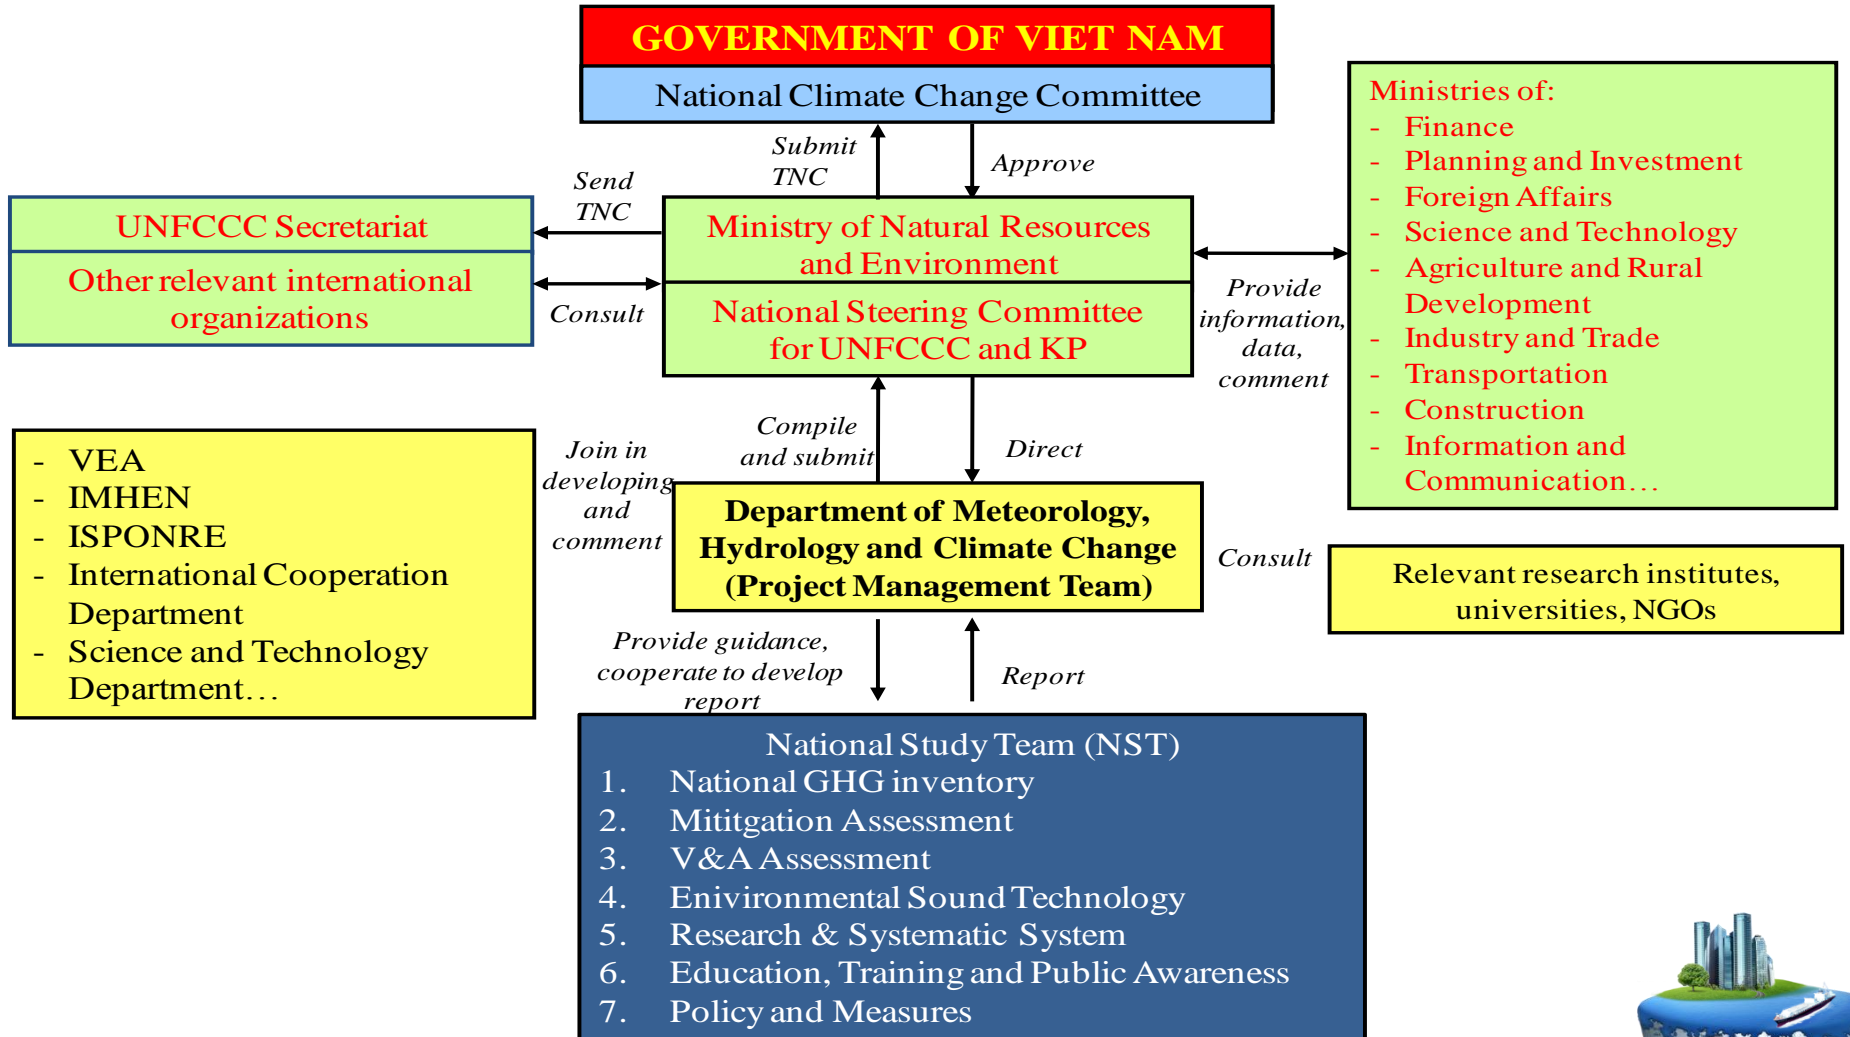 GOVERNMENT OF VIET NAM
National Climate Change Committee
Submit
TNC
Approve
Send
TNC
UNFCCC Secretariat
Other relevant international
organizations
Consult
Ministry of Natural Resources
and Environment
National Steering Committee
for UNFCCC and KP
Provide
information,
data,
comment
Ministries of:
- Finance
- Planning and Investment
- Foreign Affairs
- Science and Technology
- Agriculture and Rural
Development
- Industry and Trade
- Transportation
- Construction
- Information and
Communication…
Compile
and submit
Direct
- VEA
- IMHEN
- ISPONRE
- International Cooperation
Department
- Science and Technology
Department…
Join in
developing
and
comment
Department of Meteorology,
Hydrology and Climate Change
(Project Management Team)
Consult
Relevant research institutes,
universities, NGOs
Provide guidance,
cooperate to develop
report
Report
National Study Team (NST)
1. National GHG inventory
2. Mititgation Assessment
3. V&A Assessment
4. Enivironmental Sound Technology
5. Research & Systematic System
6. Education, Training and Public Awareness
7. Policy and Measures